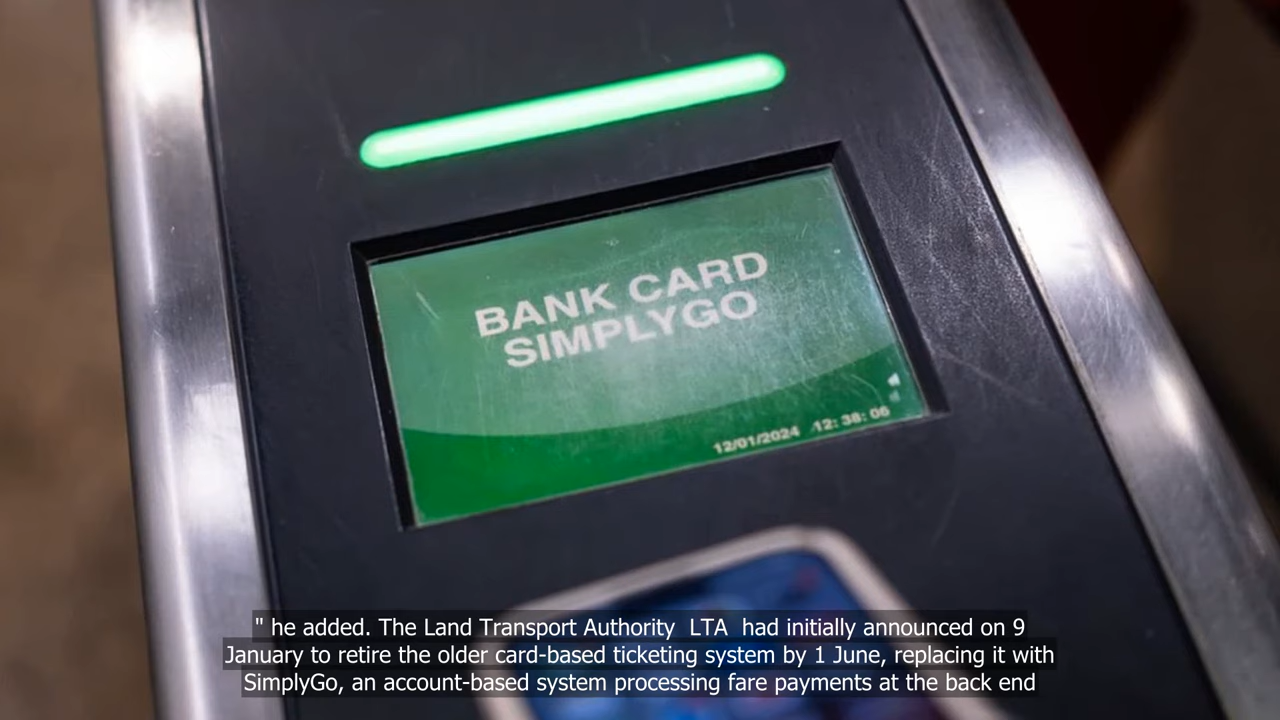 BANK CARD
SIMPLYGO
12/01/2024 12:38:06
" he added. The Land Transport Authority LTA had initially announced on 9
January to retire the older card-based ticketing system by 1 June, replacing it with
SimplyGo, an account-based system processing fare payments at the back end